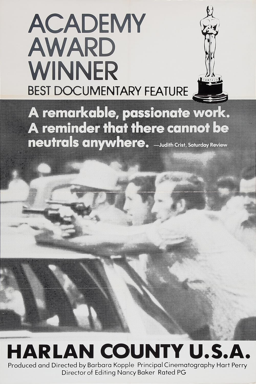 ACADEMY
AWARD
WINNER
BEST DOCUMENTARY FEATURE
A remarkable, passionate work.
A reminder that there cannot be
neutrals anywhere. —Judith Crist, Saturday Review
HARLAN COUNTY U.S.A.
Produced and Directed by Barbara Kopple Principal Cinematography Hart Perry
Director of Editing Nancy Baker Rated PG